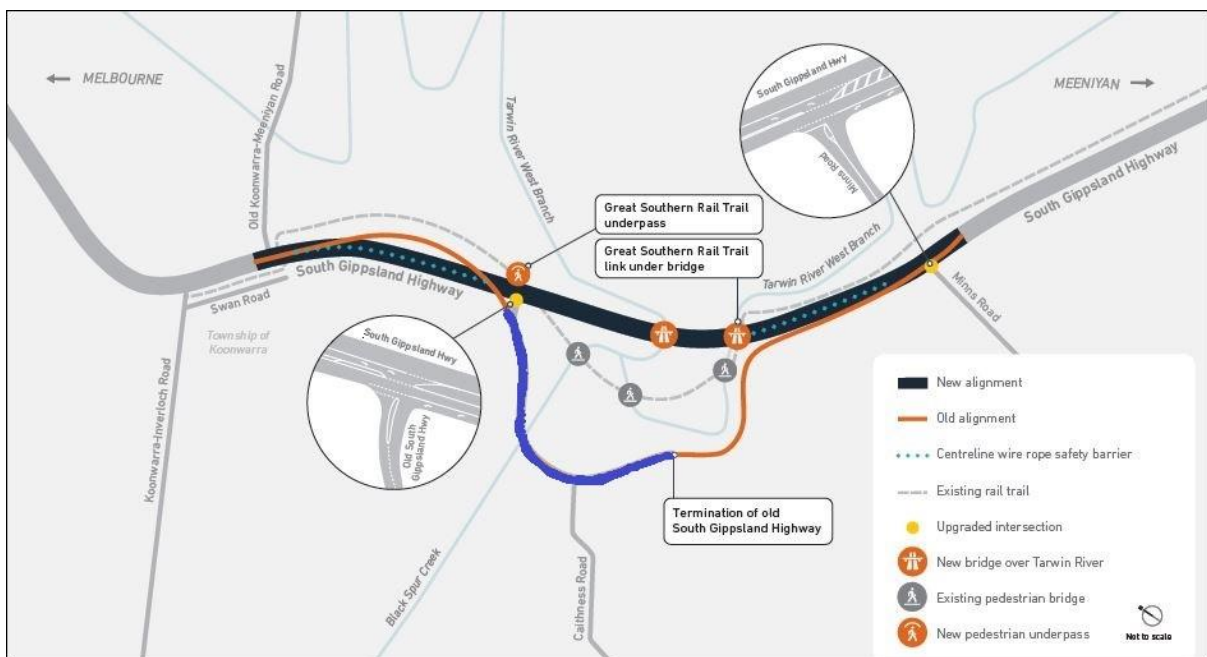 MELBOURNE
Old Koonwarra-Meeniyan Road
Tarwin River West Branch
South Gippsland Hwy
Minns Road
MEENIYAN
South Gippsland Highway
Great Southern Rail Trail
underpass
Great Southern Rail Trail
link under bridge
Tarwin River West Branch
Minns Road
South Gippsland Highway
Swan Road
Township of
Koonwarra
Koonwarra-Inverloch Road
South Gippsland Hwy
Old South
Gippsland Hwy
Black Spur Creek
Caithness Road
Termination of old
South Gippsland Highway
New alignment
Old alignment
Centreline wire rope safety barrier
Existing rail trail
Upgraded intersection
New bridge over Tarwin River
Existing pedestrian bridge
New pedestrian underpass
Not to scale